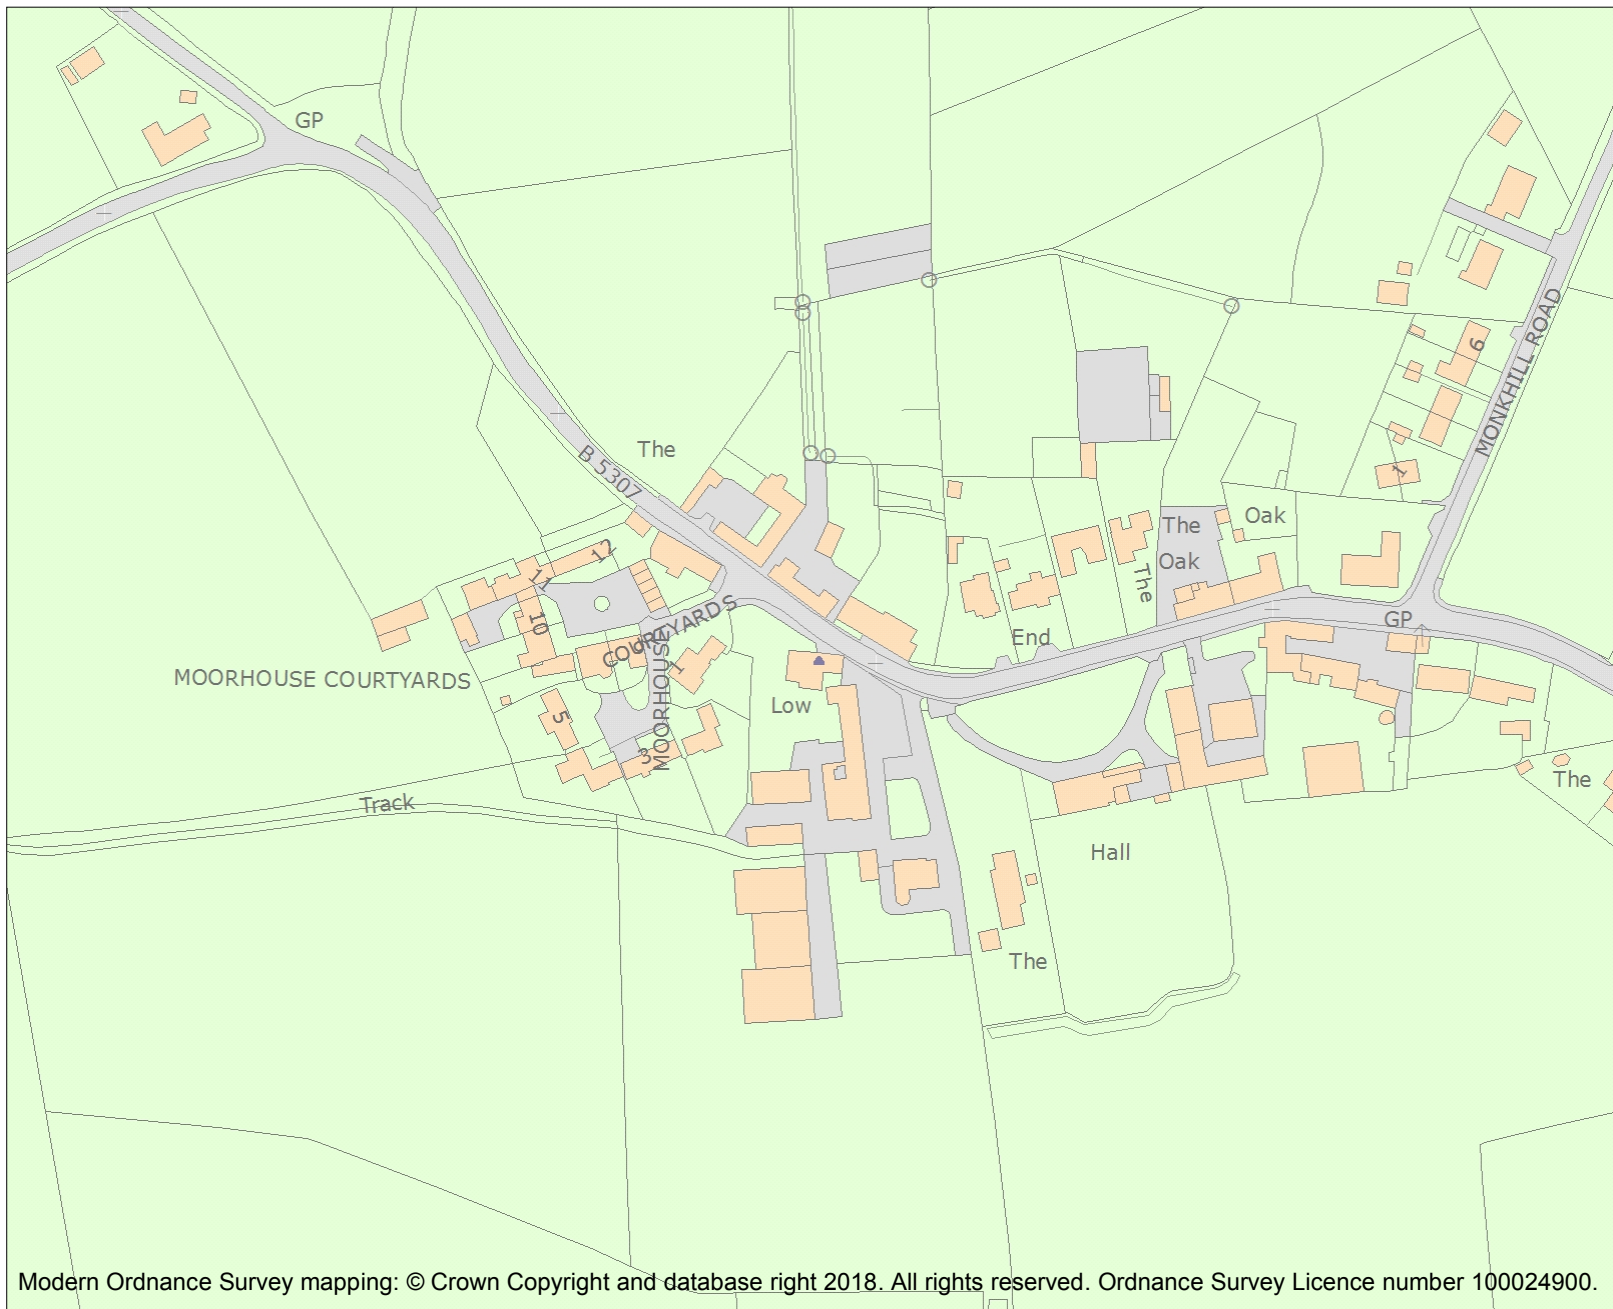 GP
MONKHILL ROAD
6
The
B 5307
1
The
Oak
Oak
12
11
The
10
COURTYARDS
End
GP
MOORHOUSE COURTYARDS
MOORHOUSE
1
Low
5
3
Track
The
Hall
The
Modern Ordnance Survey mapping: © Crown Copyright and database right 2018. All rights reserved. Ordnance Survey Licence number 100024900.